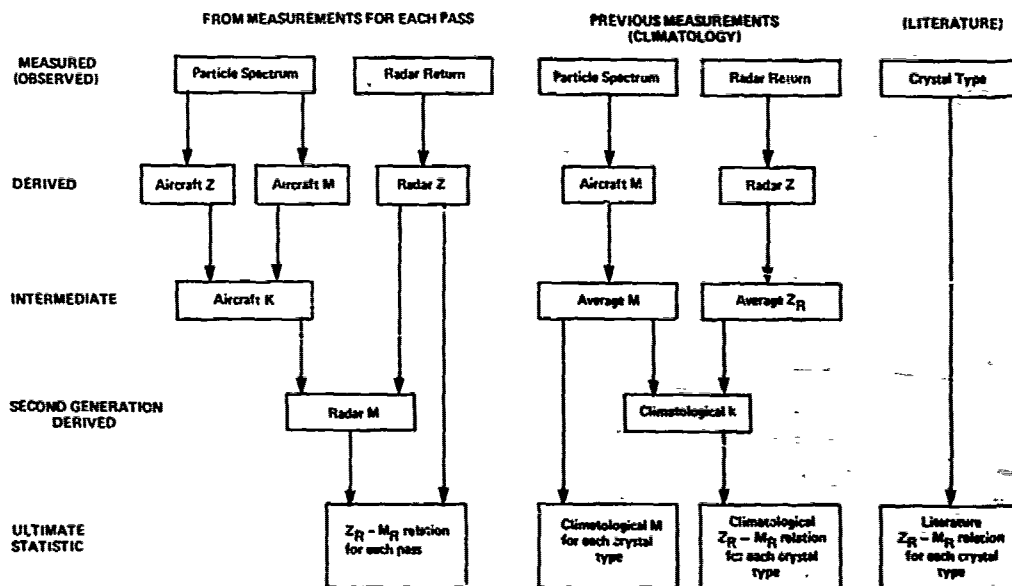 FROM MEASUREMENTS FOR EACH PASS
PREVIOUS MEASUREMENTS
(CLIMATOLOGY)
(LITERATURE)
MEASURED
(OBSERVED)
Particle Spectrum
Radar Return
Particle Spectrum
Radar Return
Crystal Type
DERIVED
Aircraft Z
Aircraft M
Radar Z
Aircraft M
Radar Z
INTERMEDIATE
Aircraft K
Average M
Average Z_R
SECOND GENERATION
DERIVED
Radar M
Climatological k
ULTIMATE
STATISTIC
Z_R – M_R relation
for each pass
Climatological M
for each crystal
type
Climatological
Z_R – M_R relation
for each crystal
type
Literature
Z_R – M_R relation
for each crystal
type